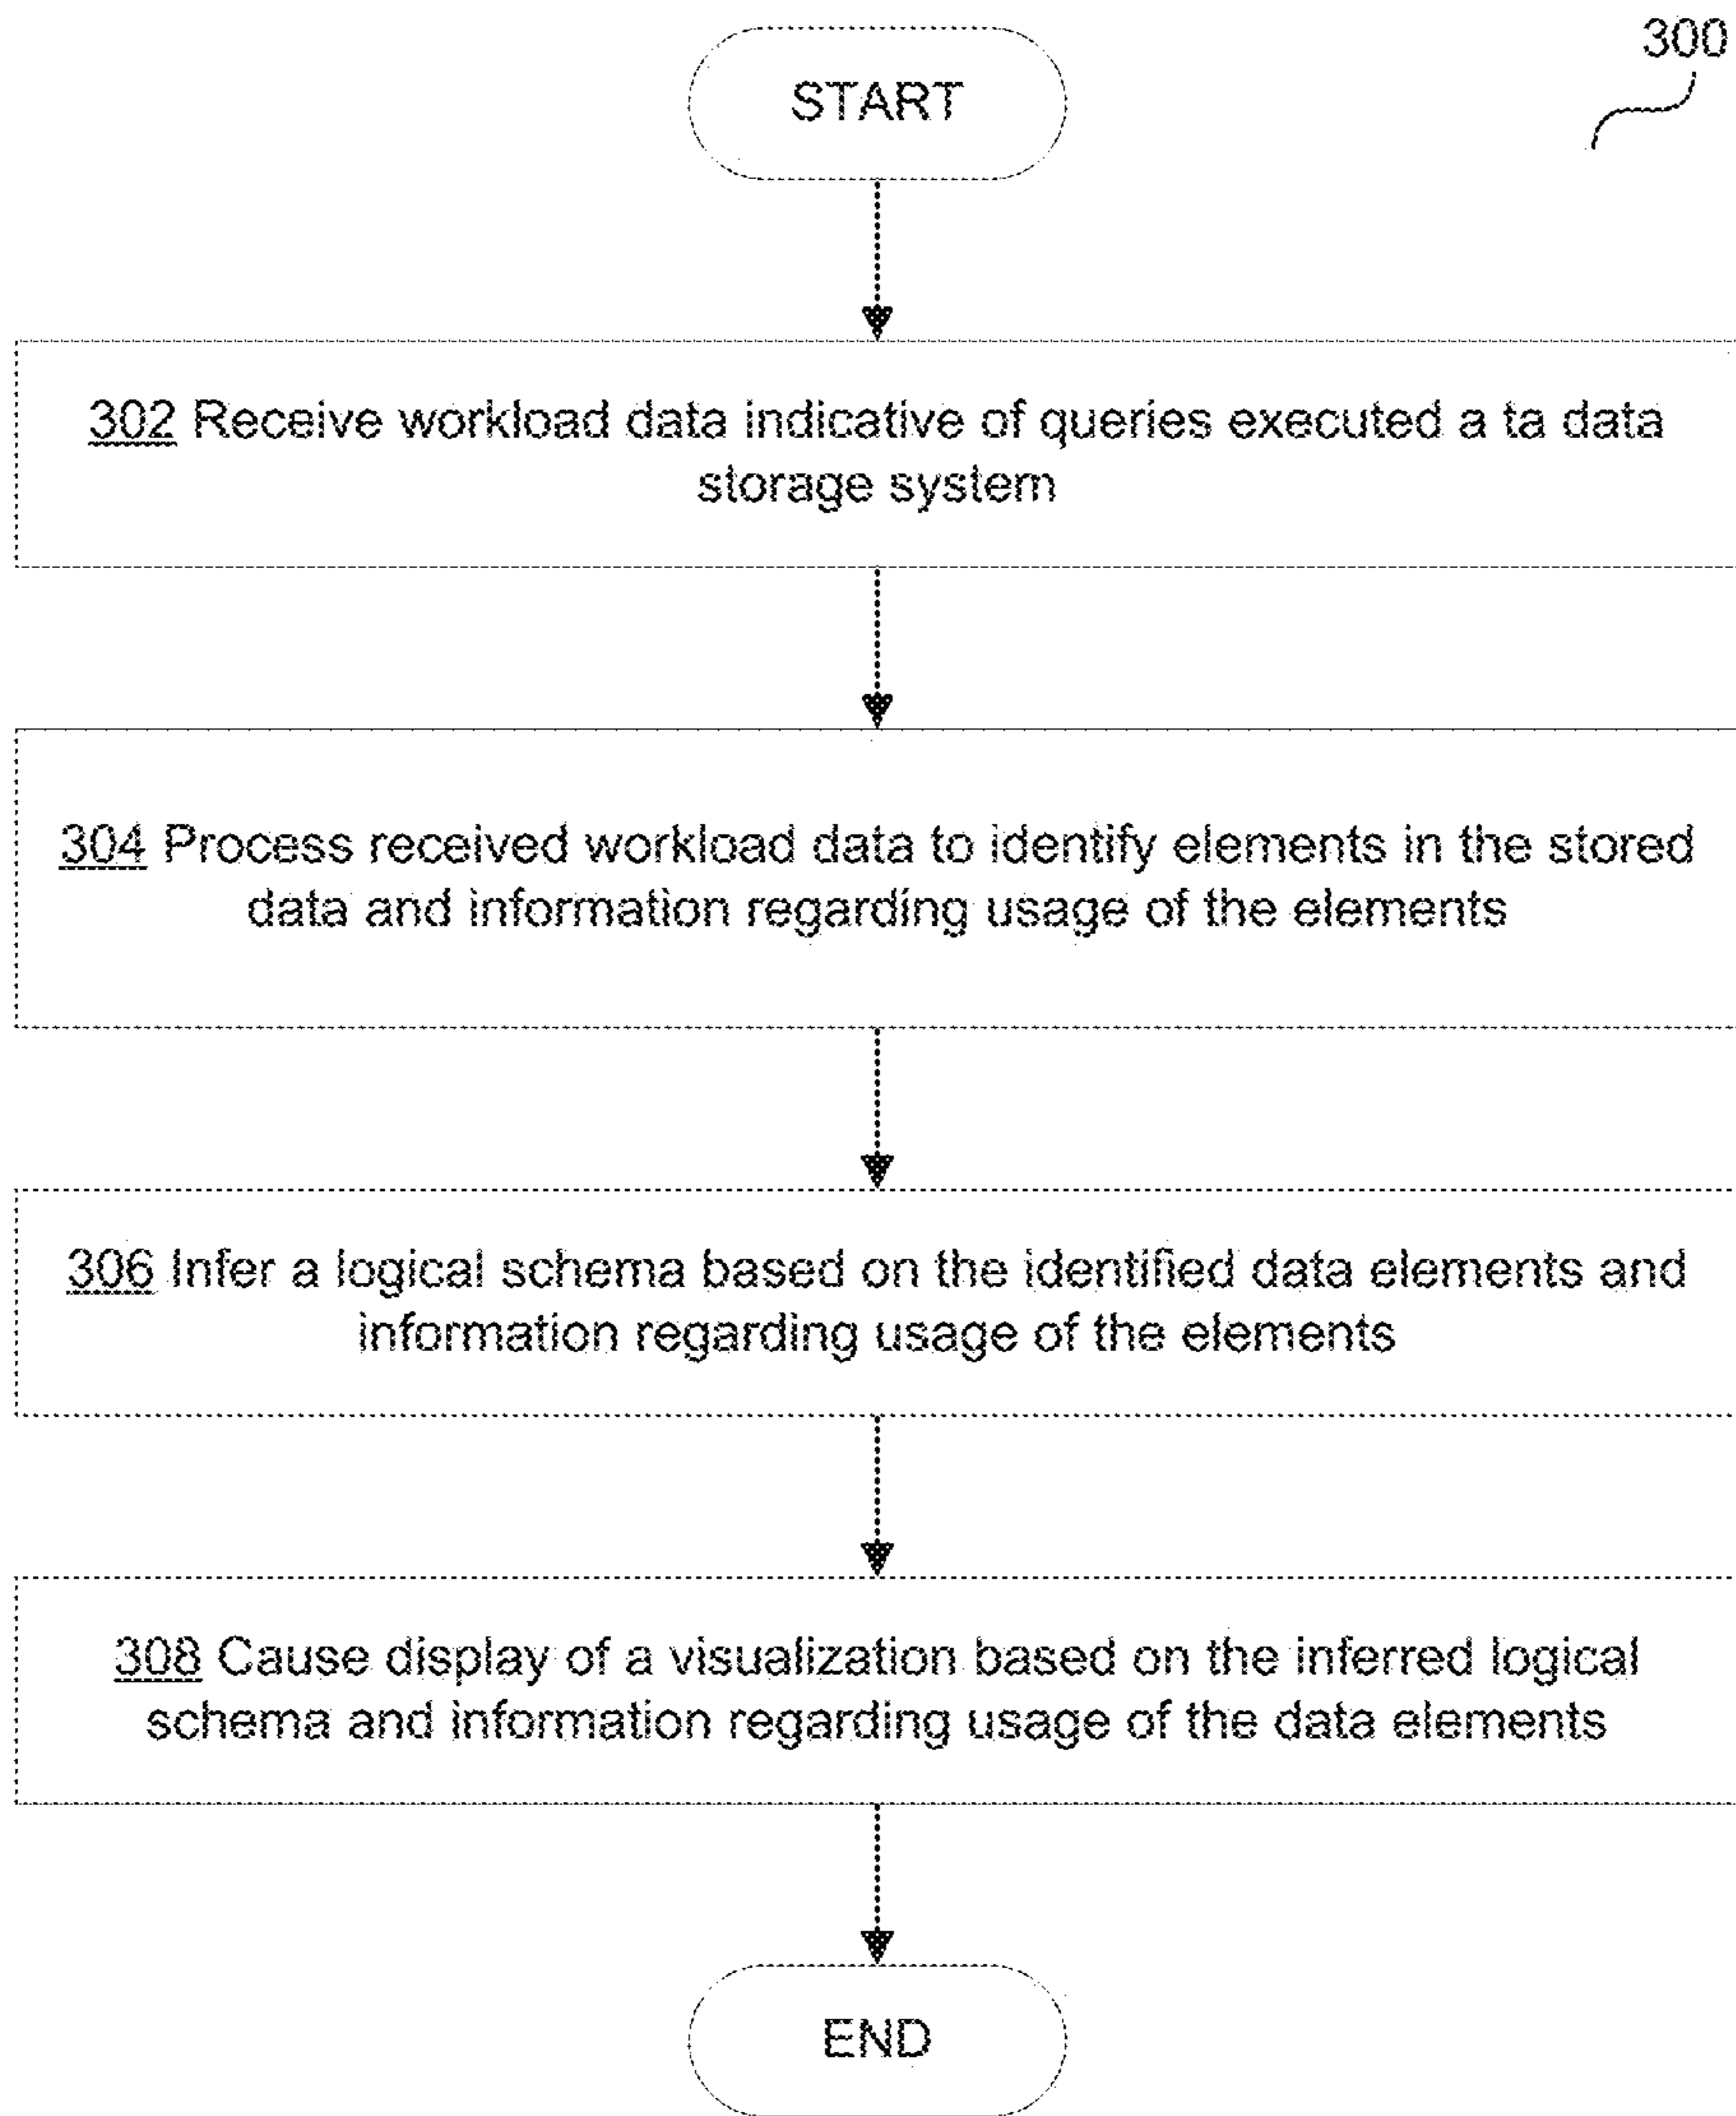 300
START
302 Receive workload data indicative of queries executed a ta data
storage system
304 Process received workload data to identify elements in the stored
data and information regarding usage of the elements
306 Infer a logical schema based on the identified data elements and
information regarding usage of the elements
308 Cause display of a visualization based on the inferred logical
schema and information regarding usage of the data elements
END